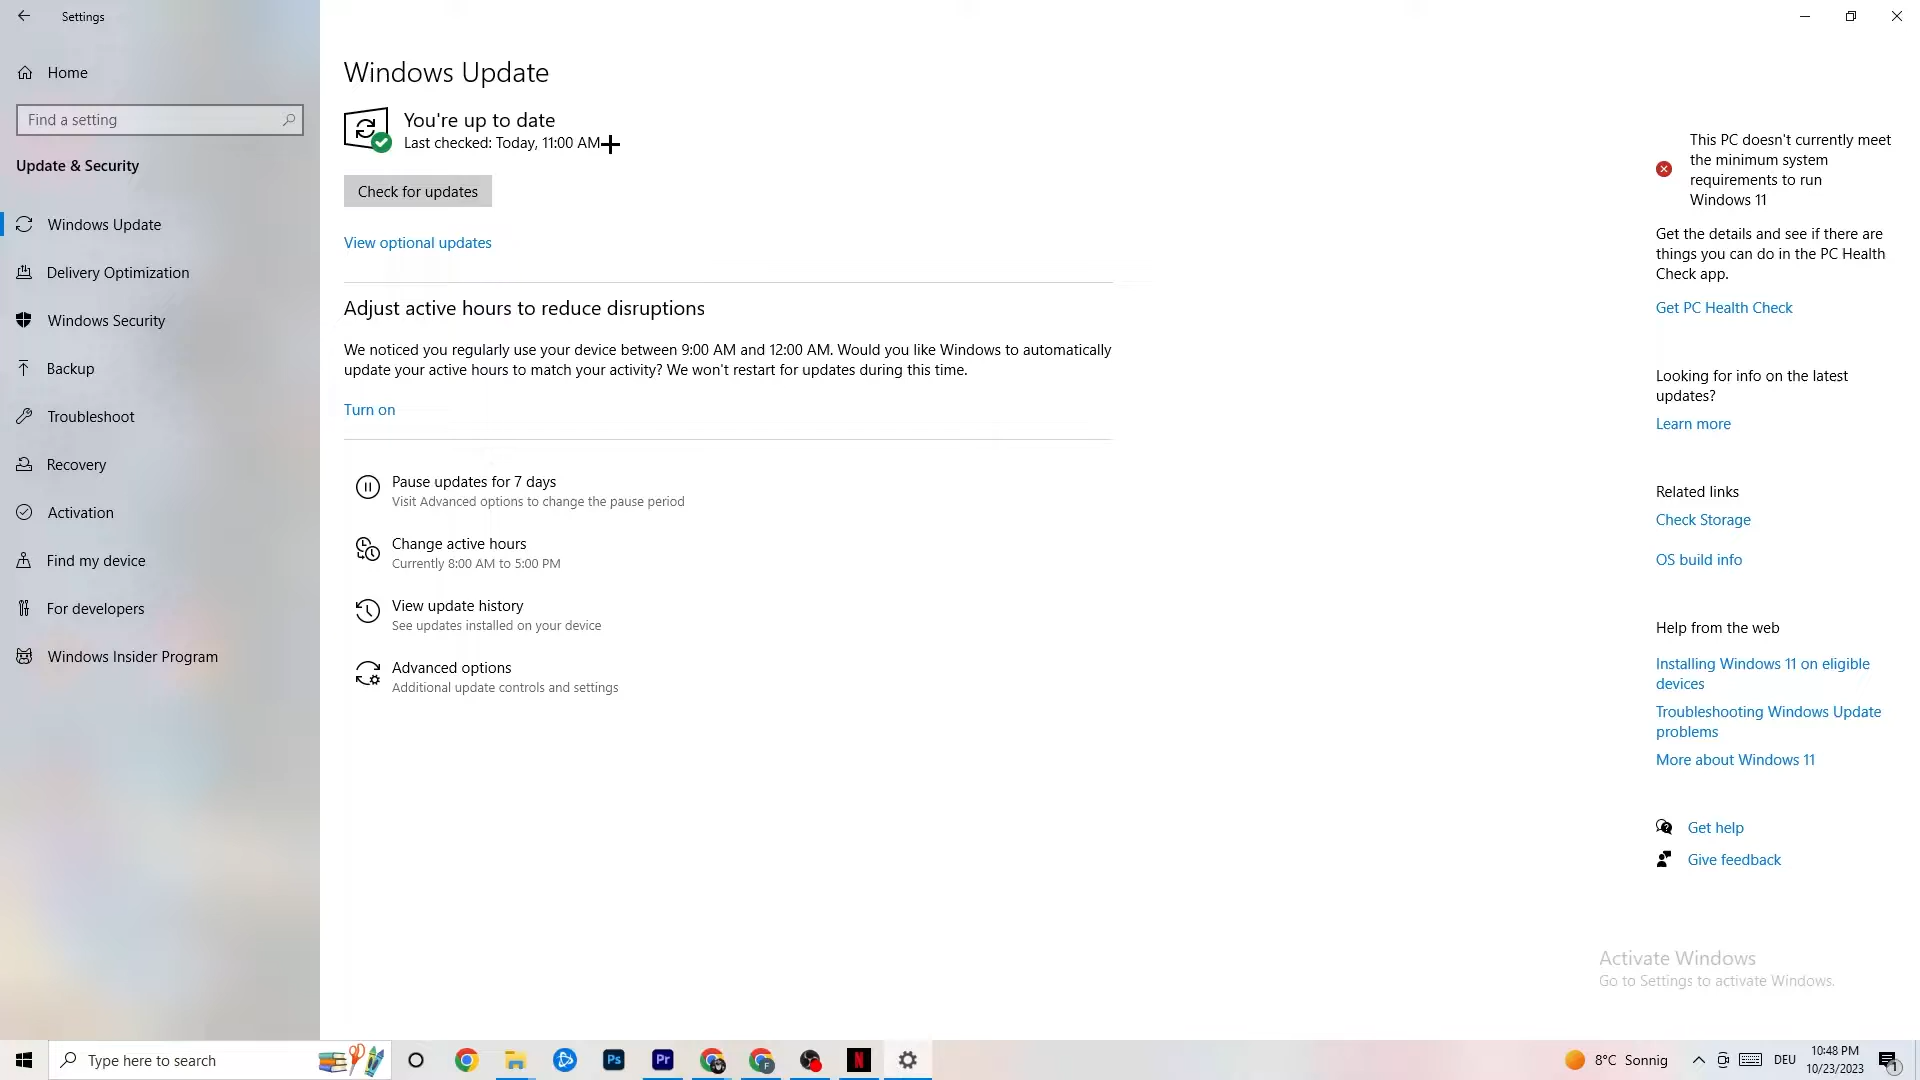 Settings
Home
Find a setting
Update & Security
Windows Update
Delivery Optimization
Windows Security
Backup
Troubleshoot
Recovery
Activation
Find my device
For developers
Windows Insider Program
Windows Update
You're up to date
Last checked: Today, 11:00 AM
Check for updates
View optional updates
Adjust active hours to reduce disruptions
We noticed you regularly use your device between 9:00 AM and 12:00 AM. Would you like Windows to automatically
update your active hours to match your activity? We won't restart for updates during this time.
Turn on
Pause updates for 7 days
Visit Advanced options to change the pause period
Change active hours
Currently 8:00 AM to 5:00 PM
View update history
See updates installed on your device
Advanced options
Additional update controls and settings
This PC doesn't currently meet
the minimum system
requirements to run
Windows 11
Get the details and see if there are
things you can do in the PC Health
Check app.
Get PC Health Check
Looking for info on the latest
updates?
Learn more
Related links
Check Storage
OS build info
Help from the web
Installing Windows 11 on eligible
devices
Troubleshooting Windows Update
problems
More about Windows 11
Get help
Give feedback
Activate Windows
Go to Settings to activate Windows.
Type here to search
Ps
Pr
F
N
8°C Sonnig
DEU
10:48 PM
10/23/2023
1